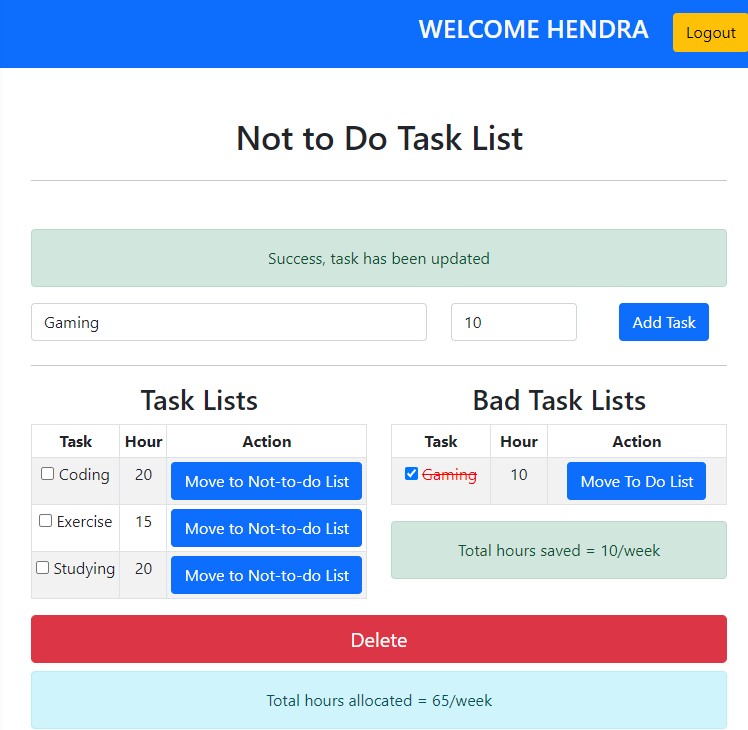 WELCOME HENDRA
Logout
Not to Do Task List
Success, task has been updated
Gaming 10 Add Task
Task Lists
Task Hour Action
Coding 20 Move to Not-to-do List
Exercise 15 Move to Not-to-do List
Studying 20 Move to Not-to-do List
Bad Task Lists
Task Hour Action
Gaming 10 Move To Do List
Total hours saved = 10/week
Delete
Total hours allocated = 65/week